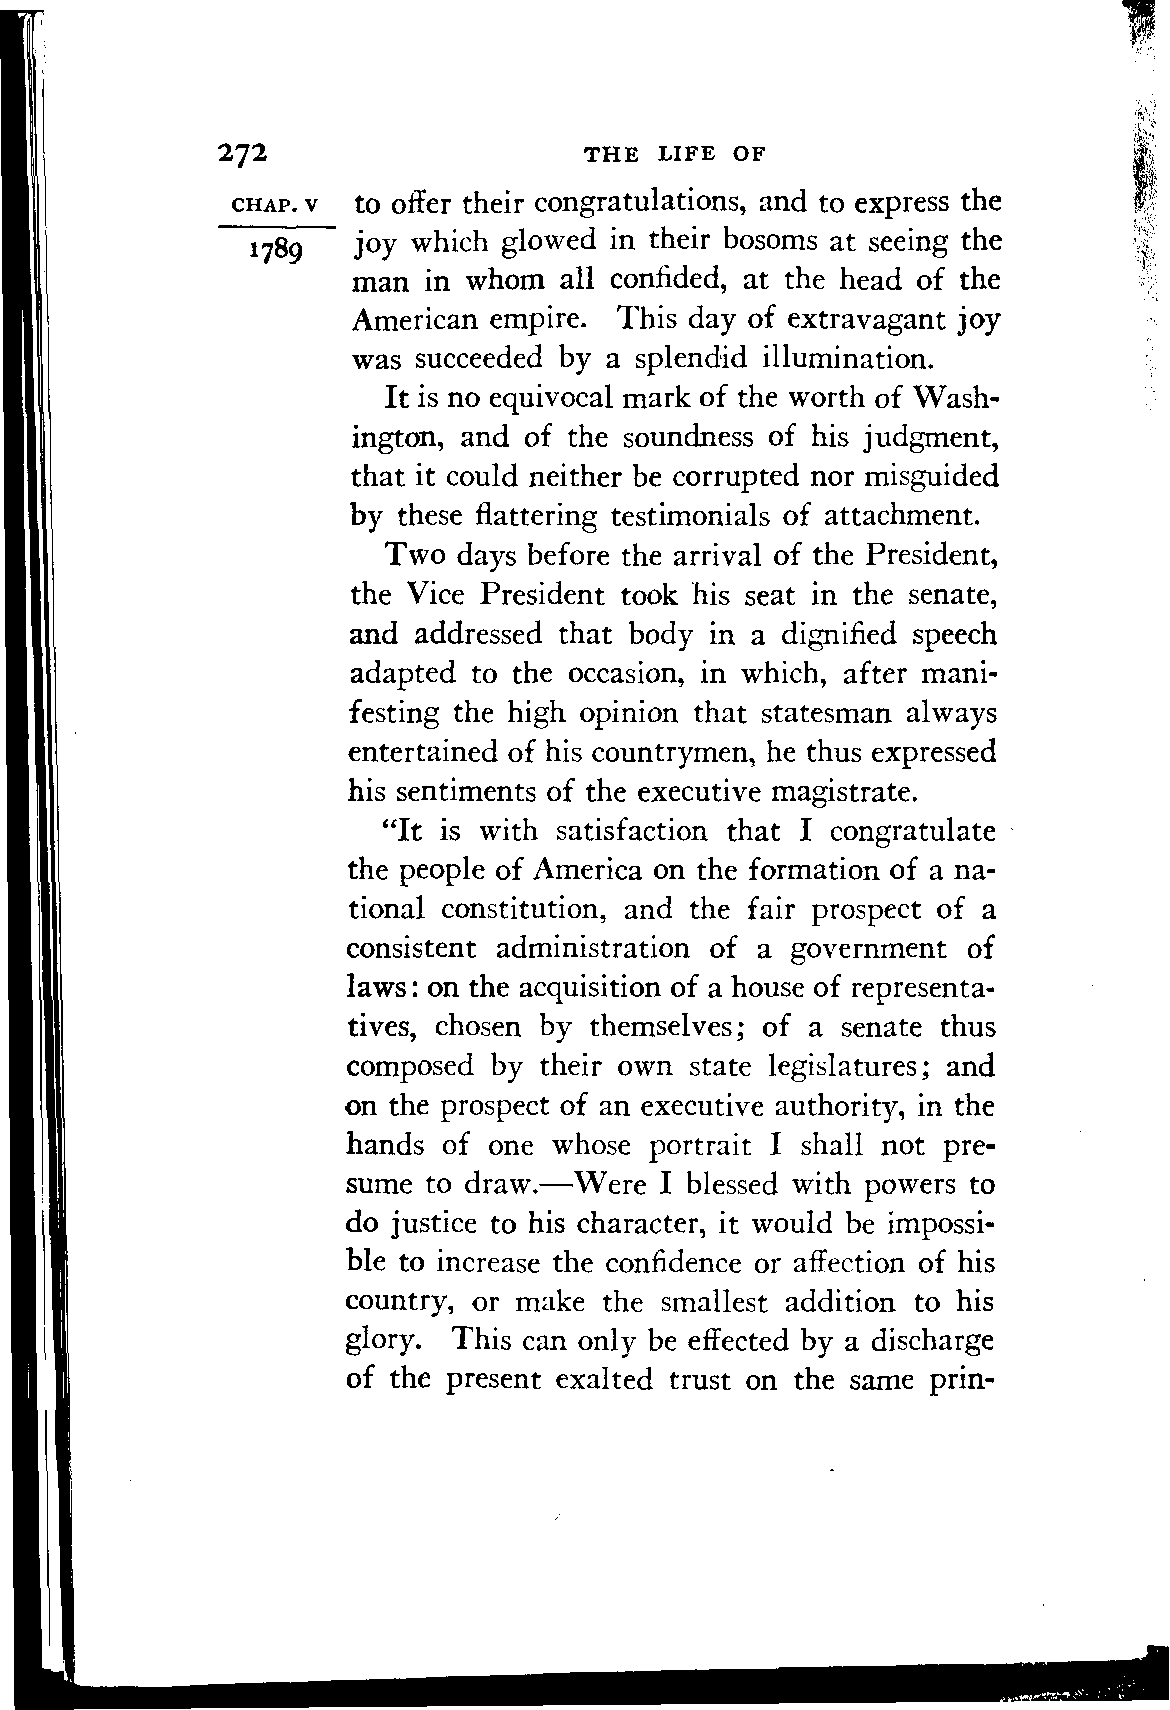 272 THE LIFE OF
CHAP. V to offer their congratulations, and to express the
1789 joy which glowed in their bosoms at seeing the
man in whom all confided, at the head of the
American empire. This day of extravagant joy
was succeeded by a splendid illumination.
It is no equivocal mark of the worth of Wash-
ington, and of the soundness of his judgment,
that it could neither be corrupted nor misguided
by these flattering testimonials of attachment.
Two days before the arrival of the President,
the Vice President took his seat in the senate,
and addressed that body in a dignified speech
adapted to the occasion, in which, after mani-
festing the high opinion that statesman always
entertained of his countrymen, he thus expressed
his sentiments of the executive magistrate.
“It is with satisfaction that I congratulate
the people of America on the formation of a na-
tional constitution, and the fair prospect of a
consistent administration of a government of
laws: on the acquisition of a house of representa-
tives, chosen by themselves; of a senate thus
composed by their own state legislatures; and
on the prospect of an executive authority, in the
hands of one whose portrait I shall not pre-
sume to draw.—Were I blessed with powers to
do justice to his character, it would be impossi-
ble to increase the confidence or affection of his
country, or make the smallest addition to his
glory. This can only be effected by a discharge
of the present exalted trust on the same prin-